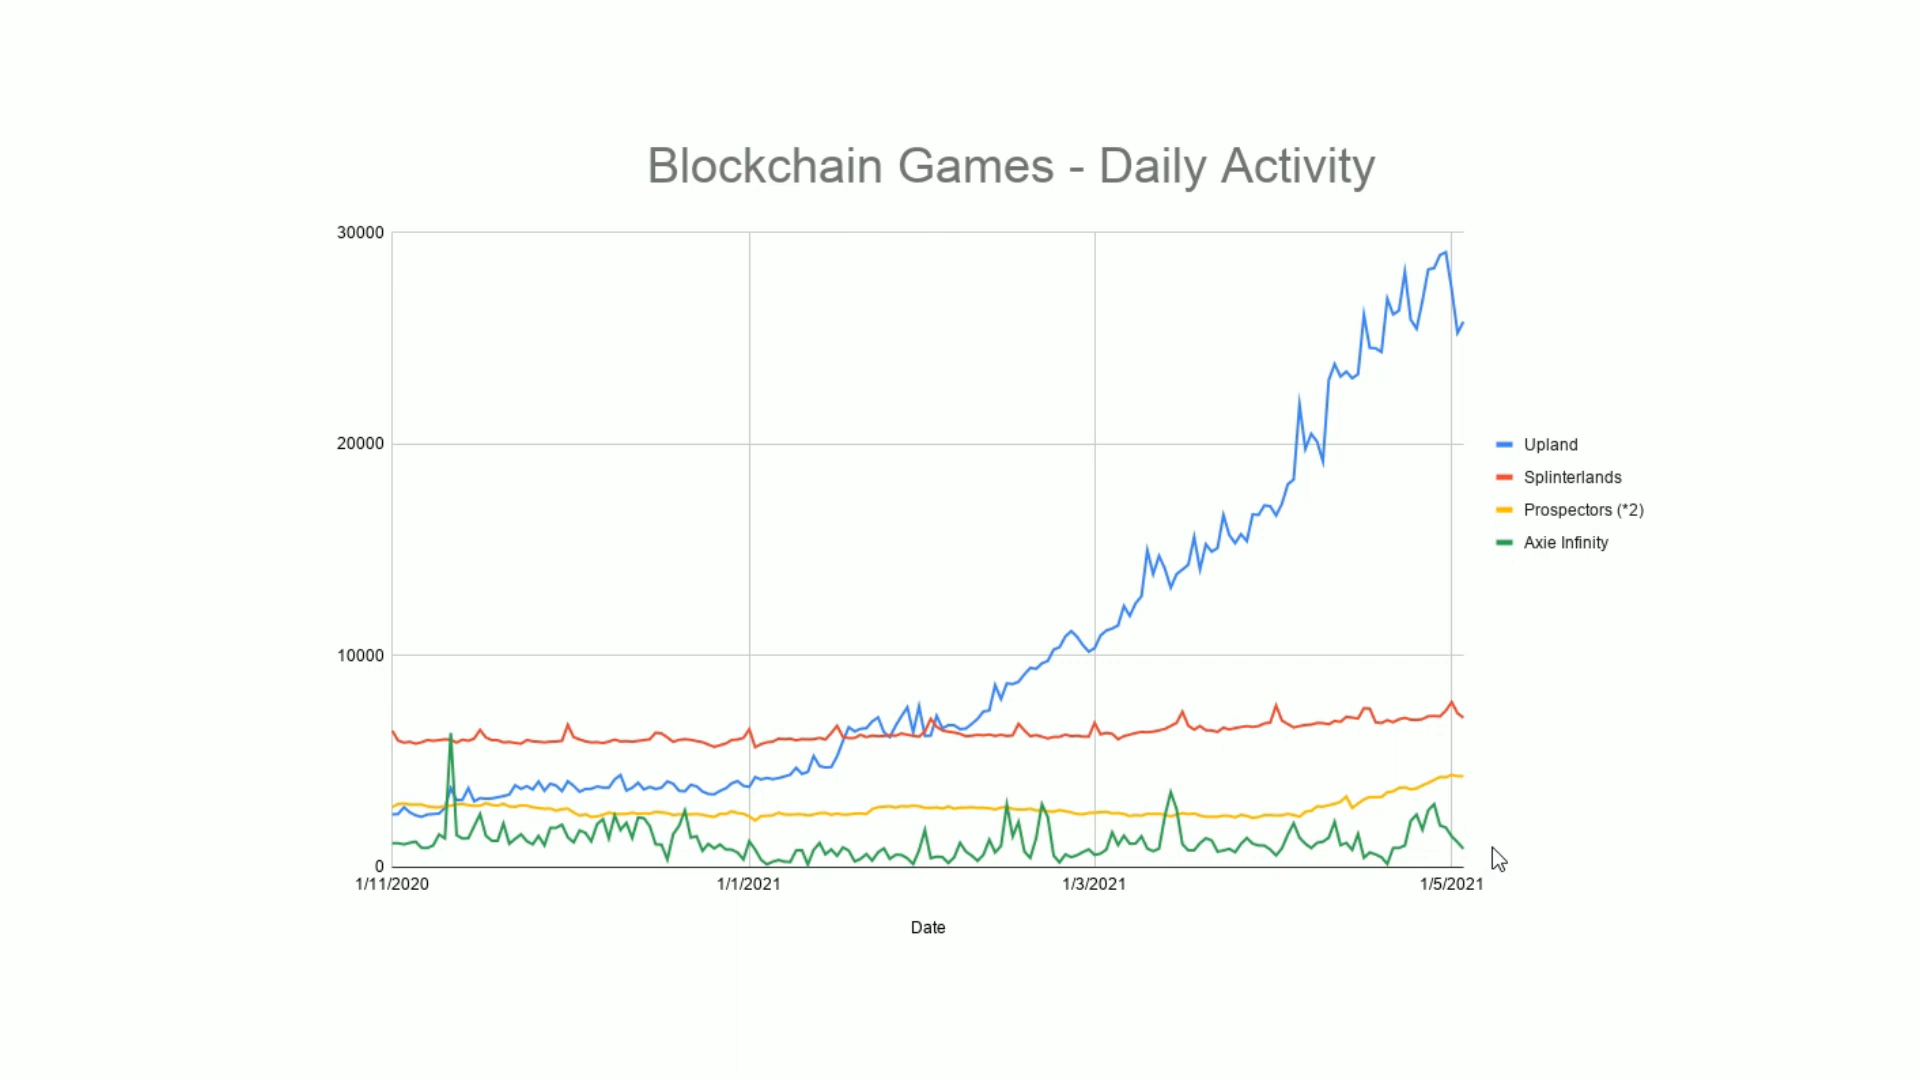 Blockchain Games - Daily Activity
30000
20000
10000
0
1/11/2020
1/1/2021
1/3/2021
1/5/2021
Date
Upland
Splinterlands
Prospectors (*2)
Axie Infinity